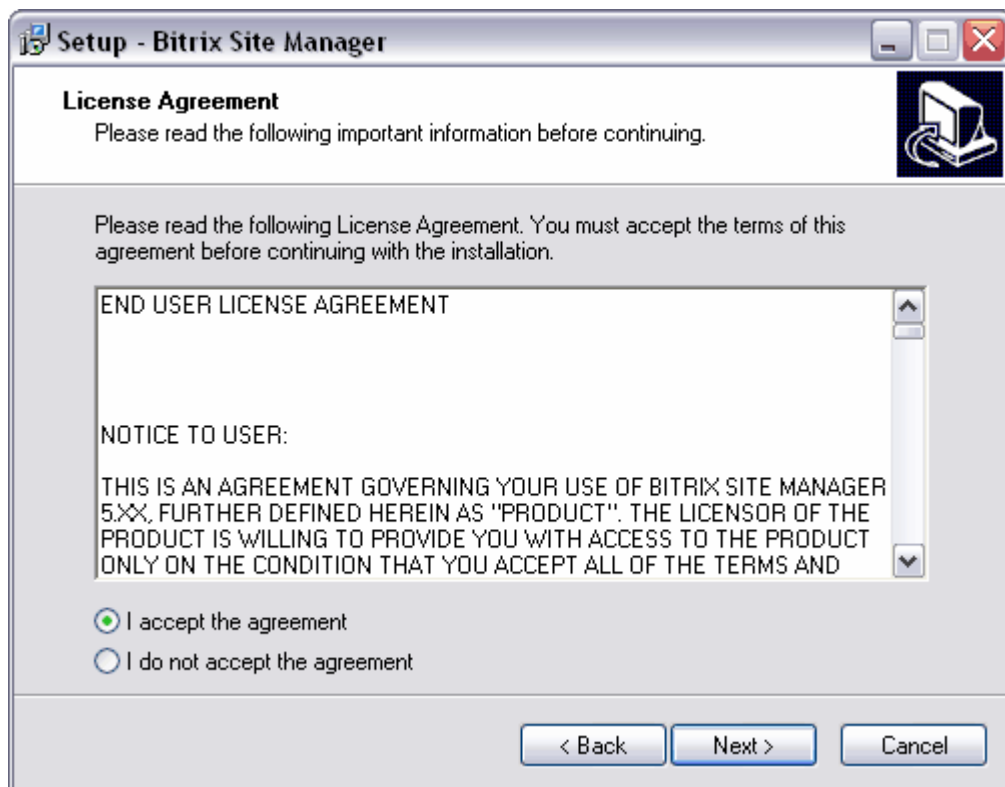 Setup - Bitrix Site Manager
License Agreement
Please read the following important information before continuing.
Please read the following License Agreement. You must accept the terms of this
agreement before continuing with the installation.
END USER LICENSE AGREEMENT
NOTICE TO USER:
THIS IS AN AGREEMENT GOVERNING YOUR USE OF BITRIX SITE MANAGER
5.XX, FURTHER DEFINED HEREIN AS "PRODUCT". THE LICENSOR OF THE
PRODUCT IS WILLING TO PROVIDE YOU WITH ACCESS TO THE PRODUCT
ONLY ON THE CONDITION THAT YOU ACCEPT ALL OF THE TERMS AND
I accept the agreement
I do not accept the agreement
< Back
Next >
Cancel